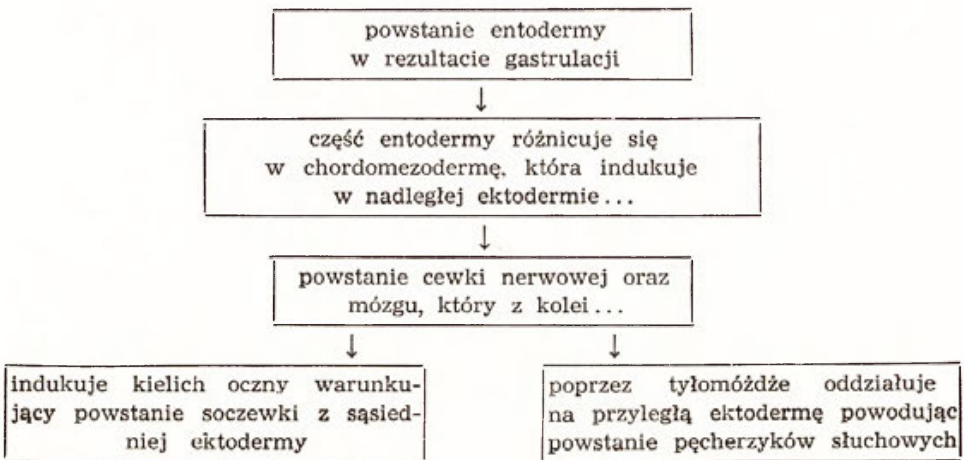 powstanie entodermy
w rezultacie gastrulacji
część entodermy różnicuje się
w chordomezodermę, która indukuje
w nadległej ektodermie...
powstanie cewki nerwowej oraz
mózgu, który z kolei...
indukuje kielich oczny warunku-
jący powstanie soczewki z sąsied-
niej ektodermy
poprzez tyłomóżdże oddziałuje
na przyległą ektodermę powodując
powstanie pęcherzyków słuchowych